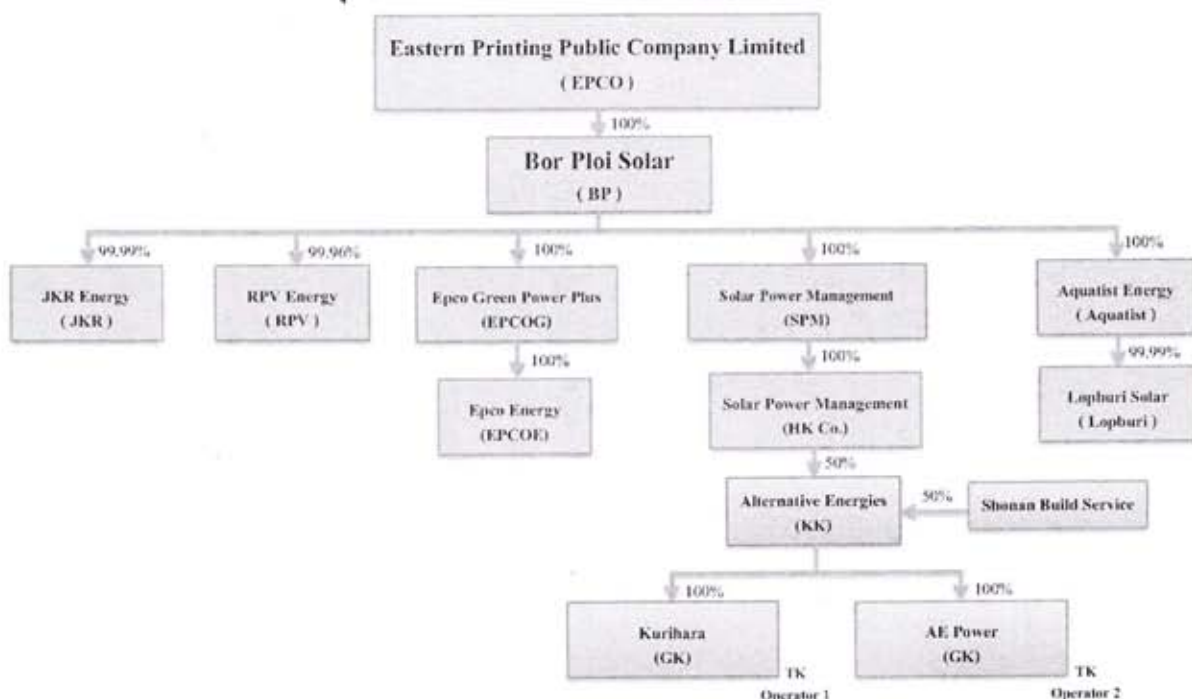 Eastern Printing Public Company Limited
( EPCO )
100%
Bor Ploi Solar
( BP )
99.99%
99.96%
100%
100%
100%
JKR Energy
( JKR )
RPV Energy
( RPV )
Epco Green Power Plus
(EPCOG)
Solar Power Management
(SPM)
Aquatist Energy
( Aquatist )
100%
100%
99.99%
Epco Energy
(EPCOE)
Solar Power Management
(HK Co.)
Lopburi Solar
( Lopburi )
50%
Alternative Energies
(KK)
50%
Shonan Build Service
100%
100%
Kurihara
(GK)
AE Power
(GK)
TK
Operator 1
TK
Operator 2